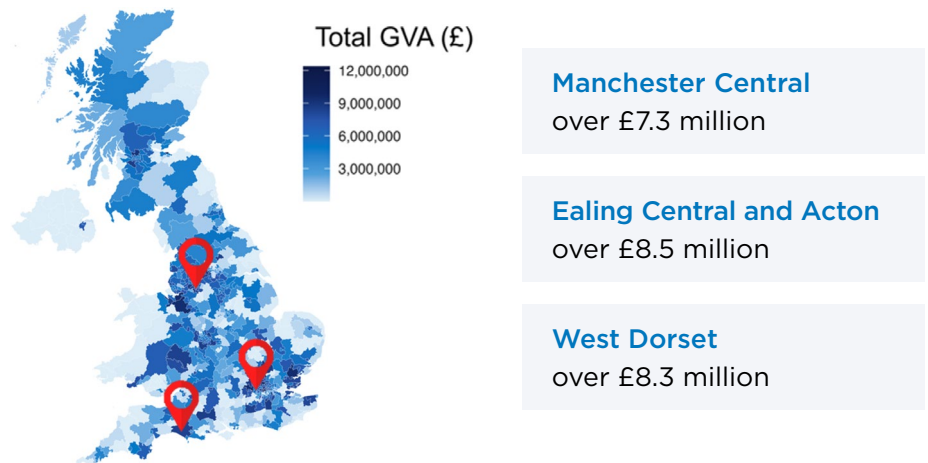 Total GVA (£)
12,000,000
9,000,000
6,000,000
3,000,000
Manchester Central
over £7.3 million
Ealing Central and Acton
over £8.5 million
West Dorset
over £8.3 million